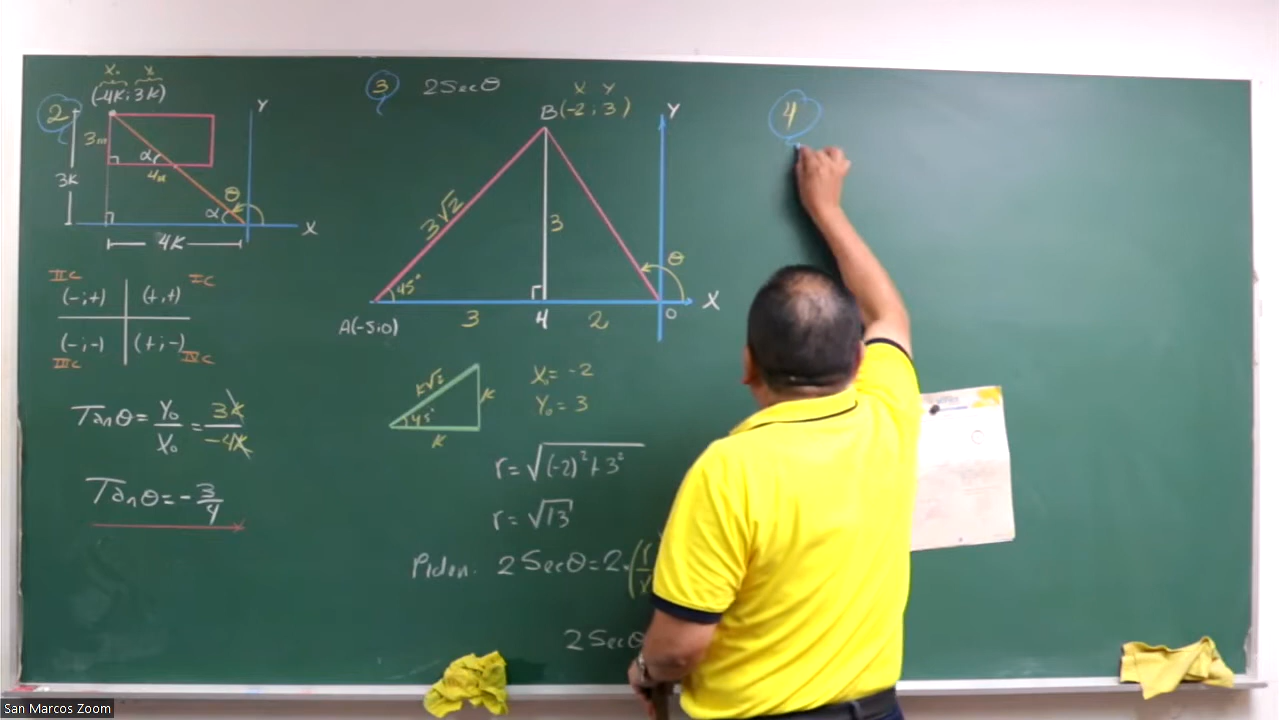 X₀ Y₀
(-4K; 3K)
2
Y
3m
α
4m
3K
θ
α
X
4K
IIC
IC
(-;+) (+,+)
(-;-) (+;-)
IIIC
IVC
Tanθ = Y₀/X₀ = 3K/-4K
Tanθ = -3/4
3 2Secθ
X Y
B(-2; 3)
Y
3√2
3
θ
45°
X
A(-5;0)
3 H 2 O
K√2
K
45°
K
X₀ = -2
Y₀ = 3
r = √(-2)²+3²
r = √13
Piden: 2Secθ = 2·(r
2Secθ
4
San Marcos Zoom